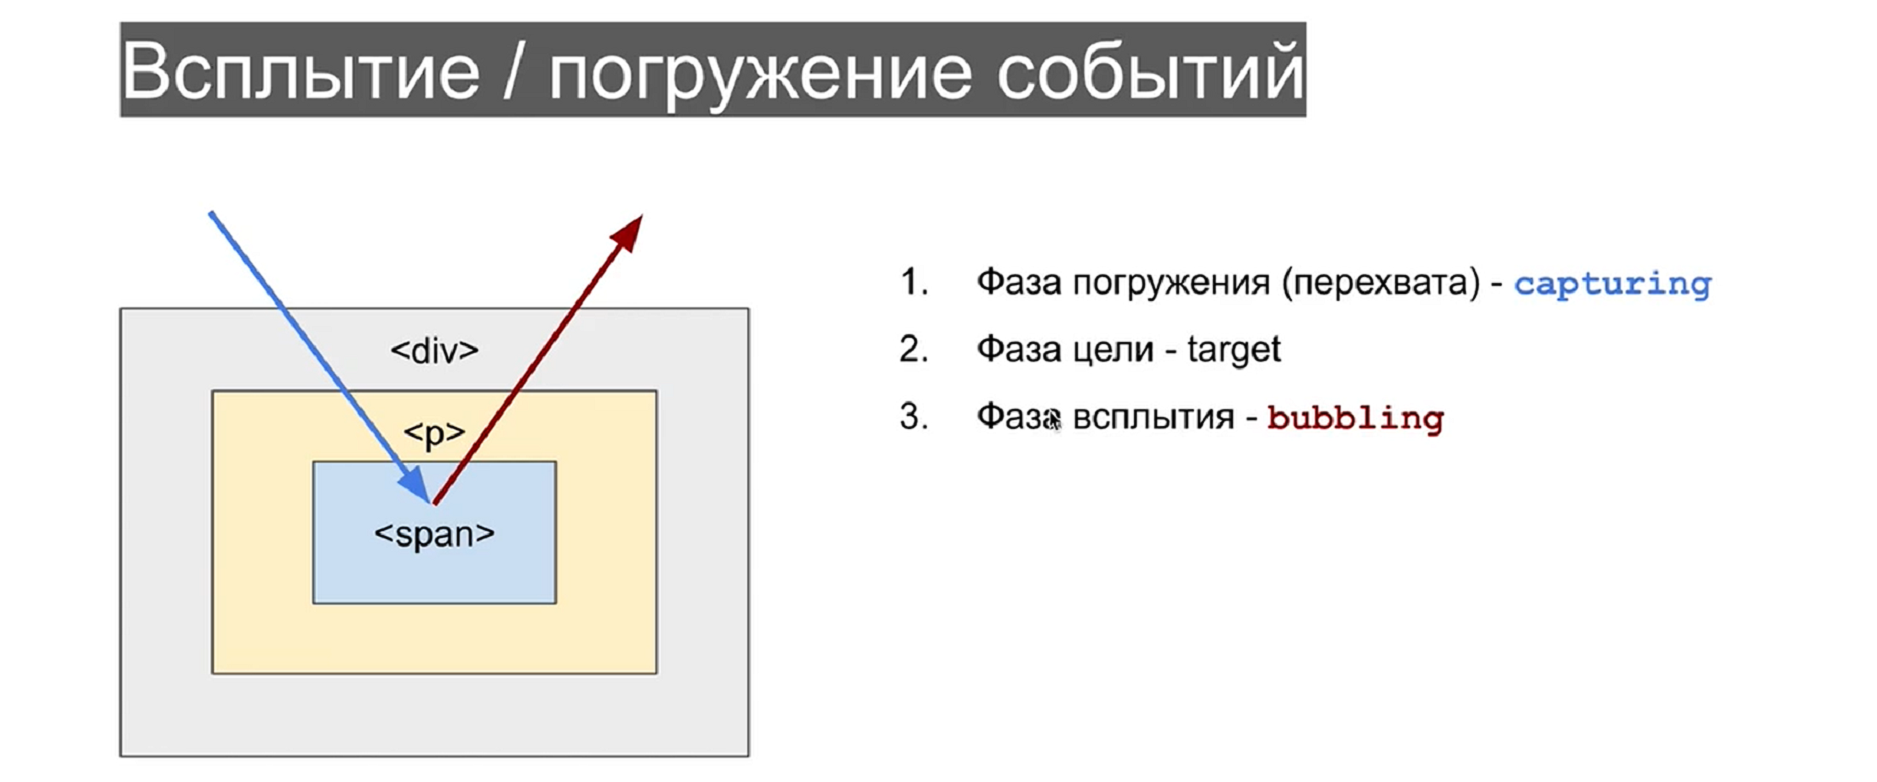 Всплытие / погружение событий
<div>
<p>
<span>
1. Фаза погружения (перехвата) - capturing
2. Фаза цели - target
3. Фаза всплытия - bubbling